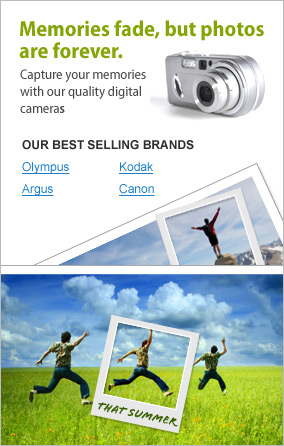 Memories fade, but photos
are forever.
Capture your memories
with our quality digital
cameras
OUR BEST SELLING BRANDS
Olympus Kodak
Argus Canon
THAT SUMMER